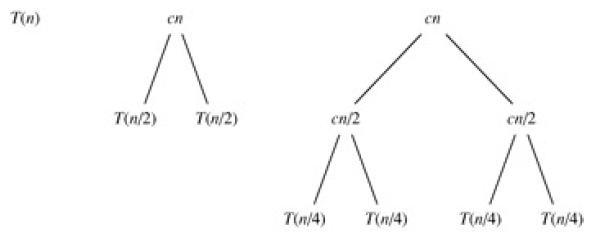 T(n) cn cn
T(n/2) T(n/2) cn/2 cn/2
T(n/4) T(n/4) T(n/4) T(n/4)